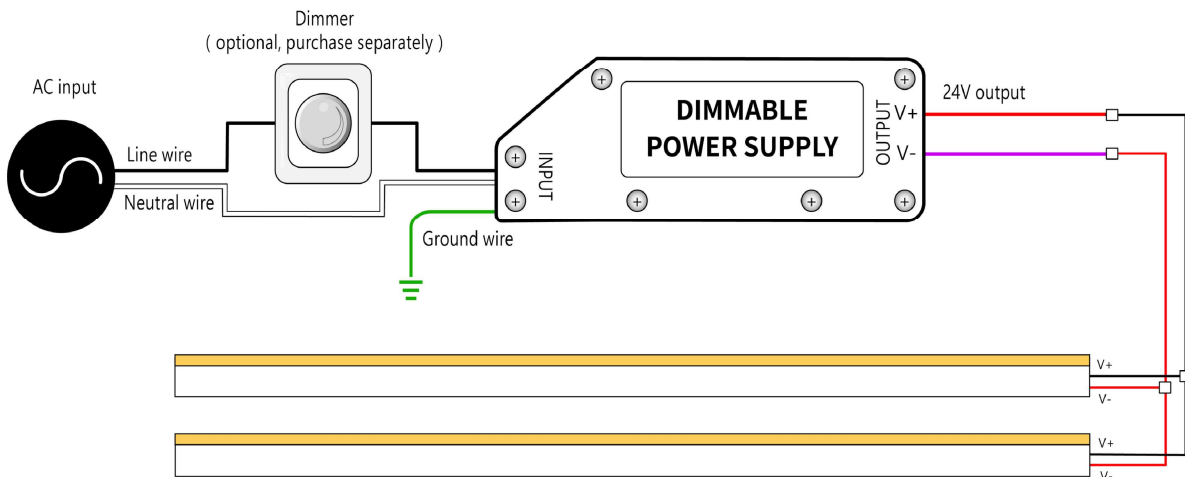 Dimmer
( optional, purchase separately )
AC input
Line wire
Neutral wire
Ground wire
INPUT
DIMMABLE
POWER SUPPLY
OUTPUT
V+
V-
24V output
V+
V-
V+
V-